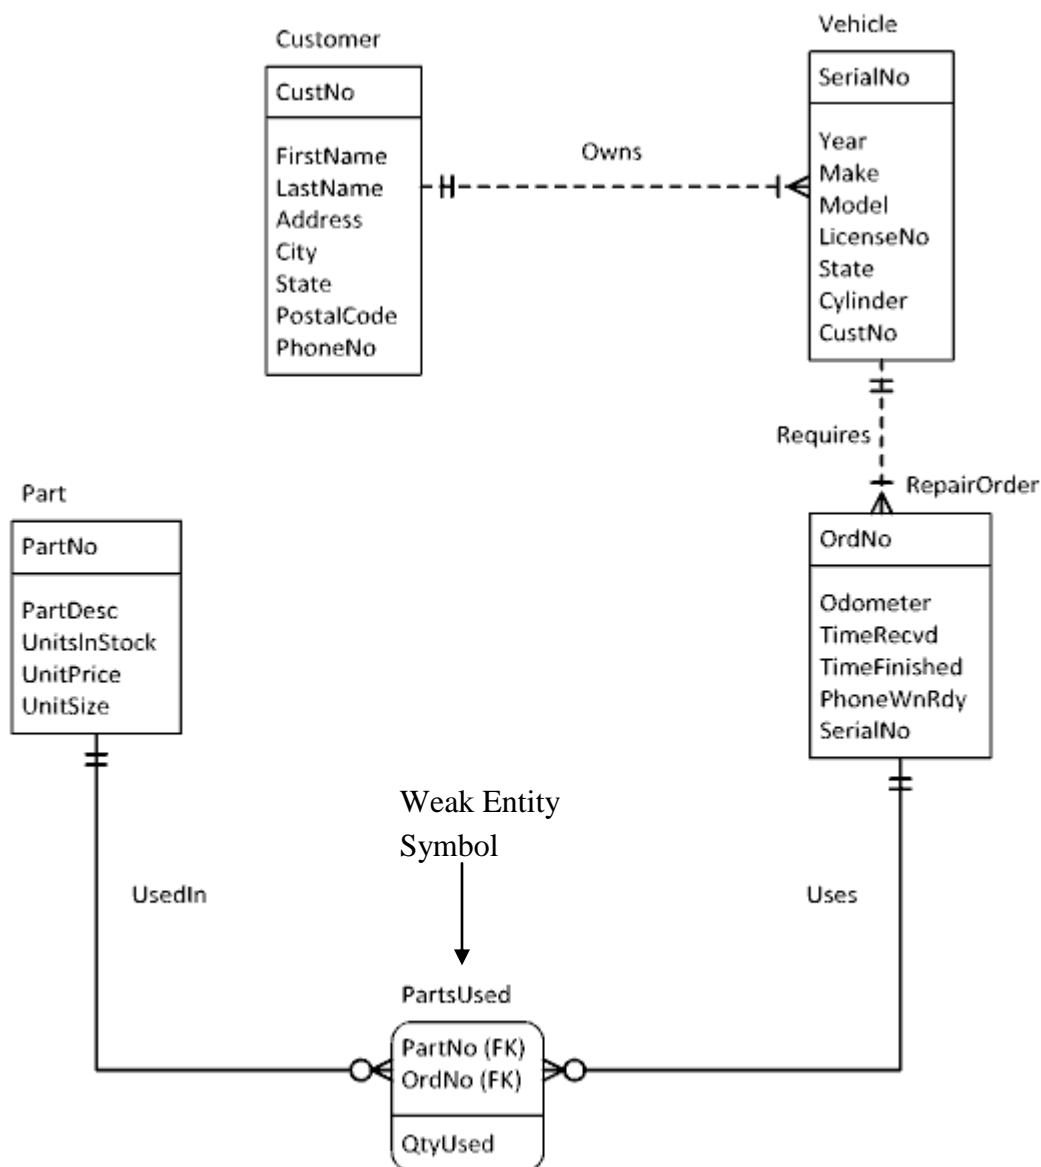 Customer
CustNo
FirstName
LastName
Address
City
State
PostalCode
PhoneNo
Owns
Vehicle
SerialNo
Year
Make
Model
LicenseNo
State
Cylinder
CustNo
Requires
RepairOrder
OrdNo
Odometer
TimeRecvd
TimeFinished
PhoneWnRdy
SerialNo
Part
PartNo
PartDesc
UnitsInStock
UnitPrice
UnitSize
Weak Entity
Symbol
UsedIn
Uses
PartsUsed
PartNo (FK)
OrdNo (FK)
QtyUsed